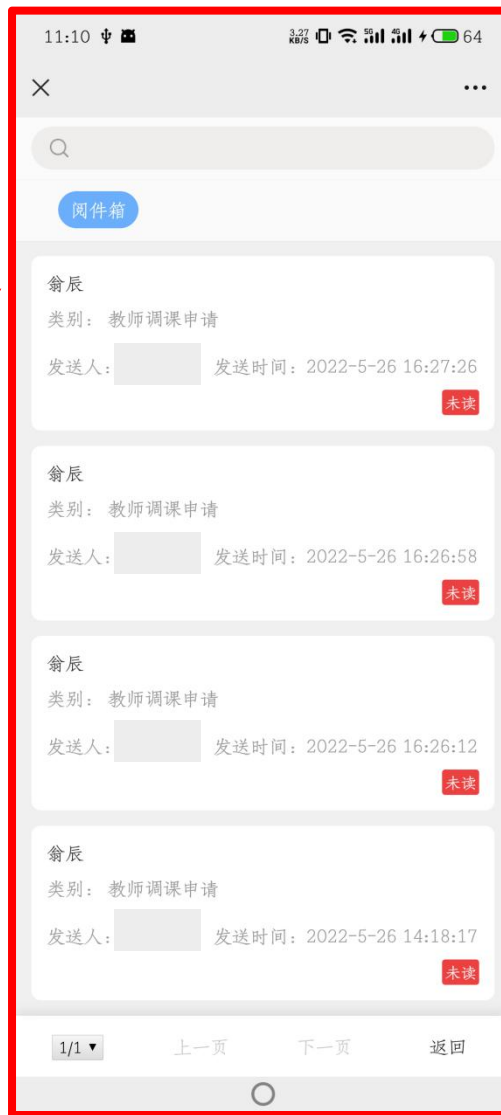 11:10 3.27 KB/S 5G 4G 64
阅件箱
翁辰
类别： 教师调课申请
发送人： 发送时间：2022-5-26 16:27:26
未读
翁辰
类别： 教师调课申请
发送人： 发送时间：2022-5-26 16:26:58
未读
翁辰
类别： 教师调课申请
发送人： 发送时间：2022-5-26 16:26:12
未读
翁辰
类别： 教师调课申请
发送人： 发送时间：2022-5-26 14:18:17
未读
1/1 上一页 下一页 返回